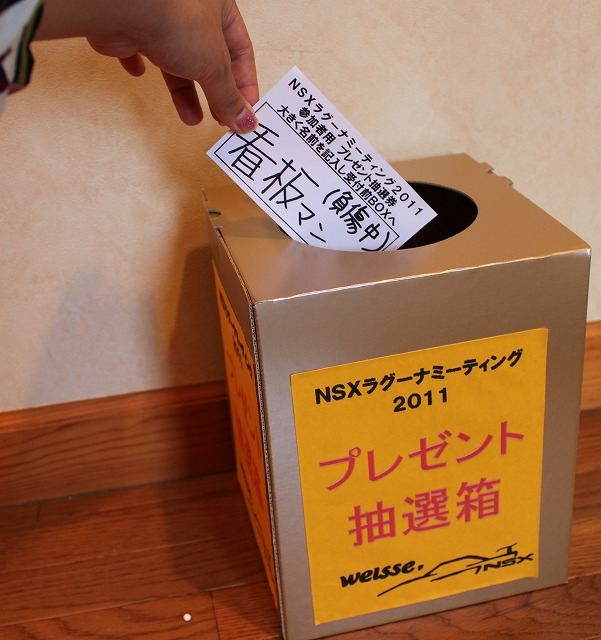 NSXラグーナミーティング2011
参加者用 プレゼント抽選券
大きく名前を記入し受付前BOXへ
看板マン
(負傷中)
NSXラグーナミーティング
2011
プレゼント
抽選箱
weisse.
NSX